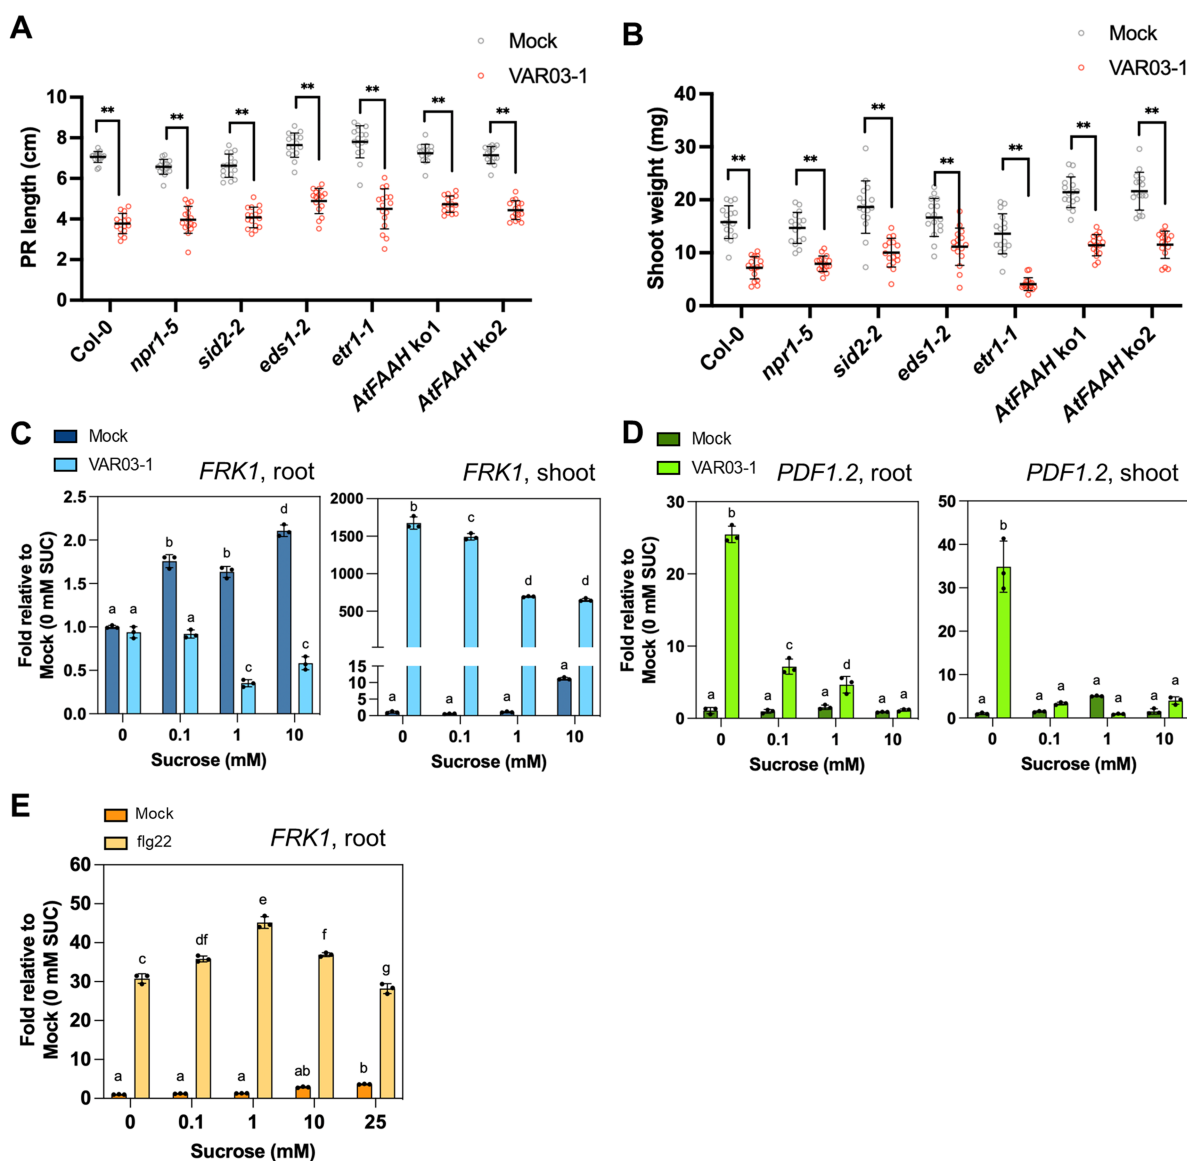 A
Mock
VAR03-1
PR length (cm)
10
8
6
4
2
0
** ** ** ** ** ** **
Col-0
npr1-5
sid2-2
eds1-2
etr1-1
AtFAAH ko1
AtFAAH ko2
B
Mock
VAR03-1
Shoot weight (mg)
40
30
20
10
0
** ** ** ** ** ** **
Col-0
npr1-5
sid2-2
eds1-2
etr1-1
AtFAAH ko1
AtFAAH ko2
C
Mock
VAR03-1
FRK1, root
Fold relative to
Mock (0 mM SUC)
2.5
2.0
1.5
1.0
0.5
0.0
a a b a b c d c
0 0.1 1 10
Sucrose (mM)
FRK1, shoot
2000
1500
1000
500
15
10
5
0
a b a c a d a d
0 0.1 1 10
Sucrose (mM)
D
Mock
VAR03-1
PDF1.2, root
Fold relative to
Mock (0 mM SUC)
30
20
10
0
a b a c a d a a
0 0.1 1 10
Sucrose (mM)
PDF1.2, shoot
50
40
30
20
10
0
a b a a a a a a
0 0.1 1 10
Sucrose (mM)
E
Mock
flg22
FRK1, root
Fold relative to
Mock (0 mM SUC)
60
50
40
30
20
10
0
a c a df a e ab f b g
0 0.1 1 10 25
Sucrose (mM)